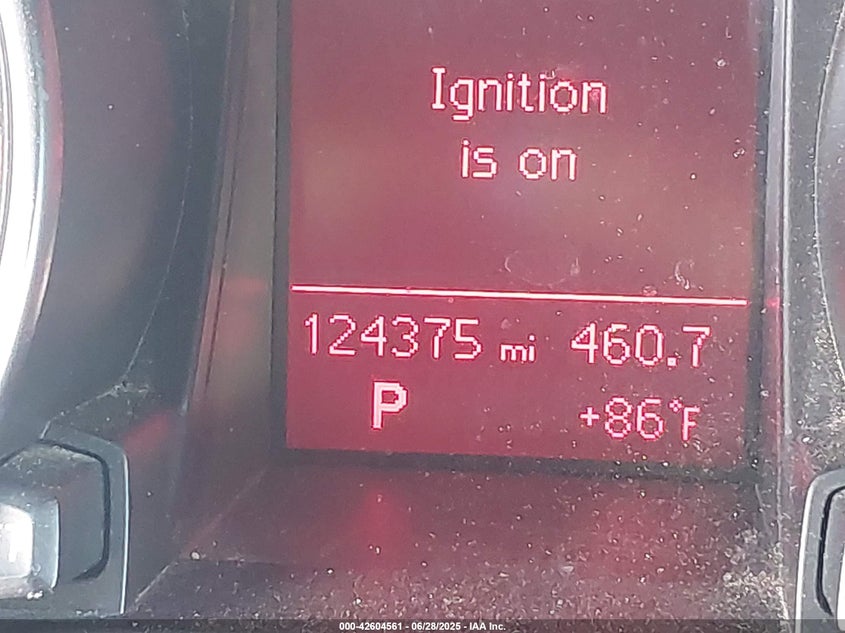 Ignition
is on
124375 mi 460.7
P +86°F
000-42604561 - 06/28/2025 - IAA Inc.